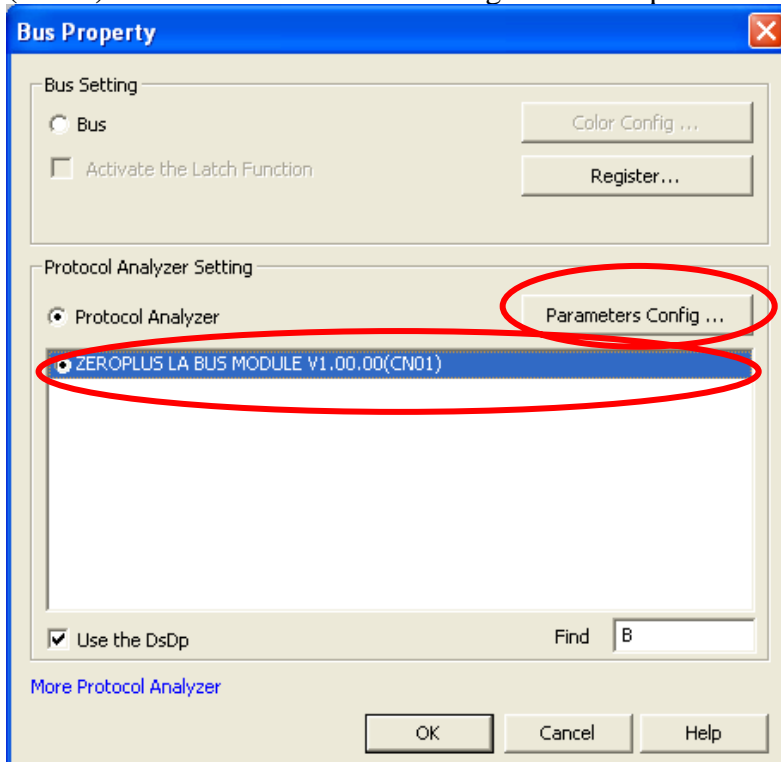 Bus Property
Bus Setting
Bus
Color Config ...
Activate the Latch Function
Register...
Protocol Analyzer Setting
Protocol Analyzer
Parameters Config ...
ZEROPLUS LA BUS MODULE V1.00.00(CN01)
Use the DsDp
Find B
More Protocol Analyzer
OK Cancel Help